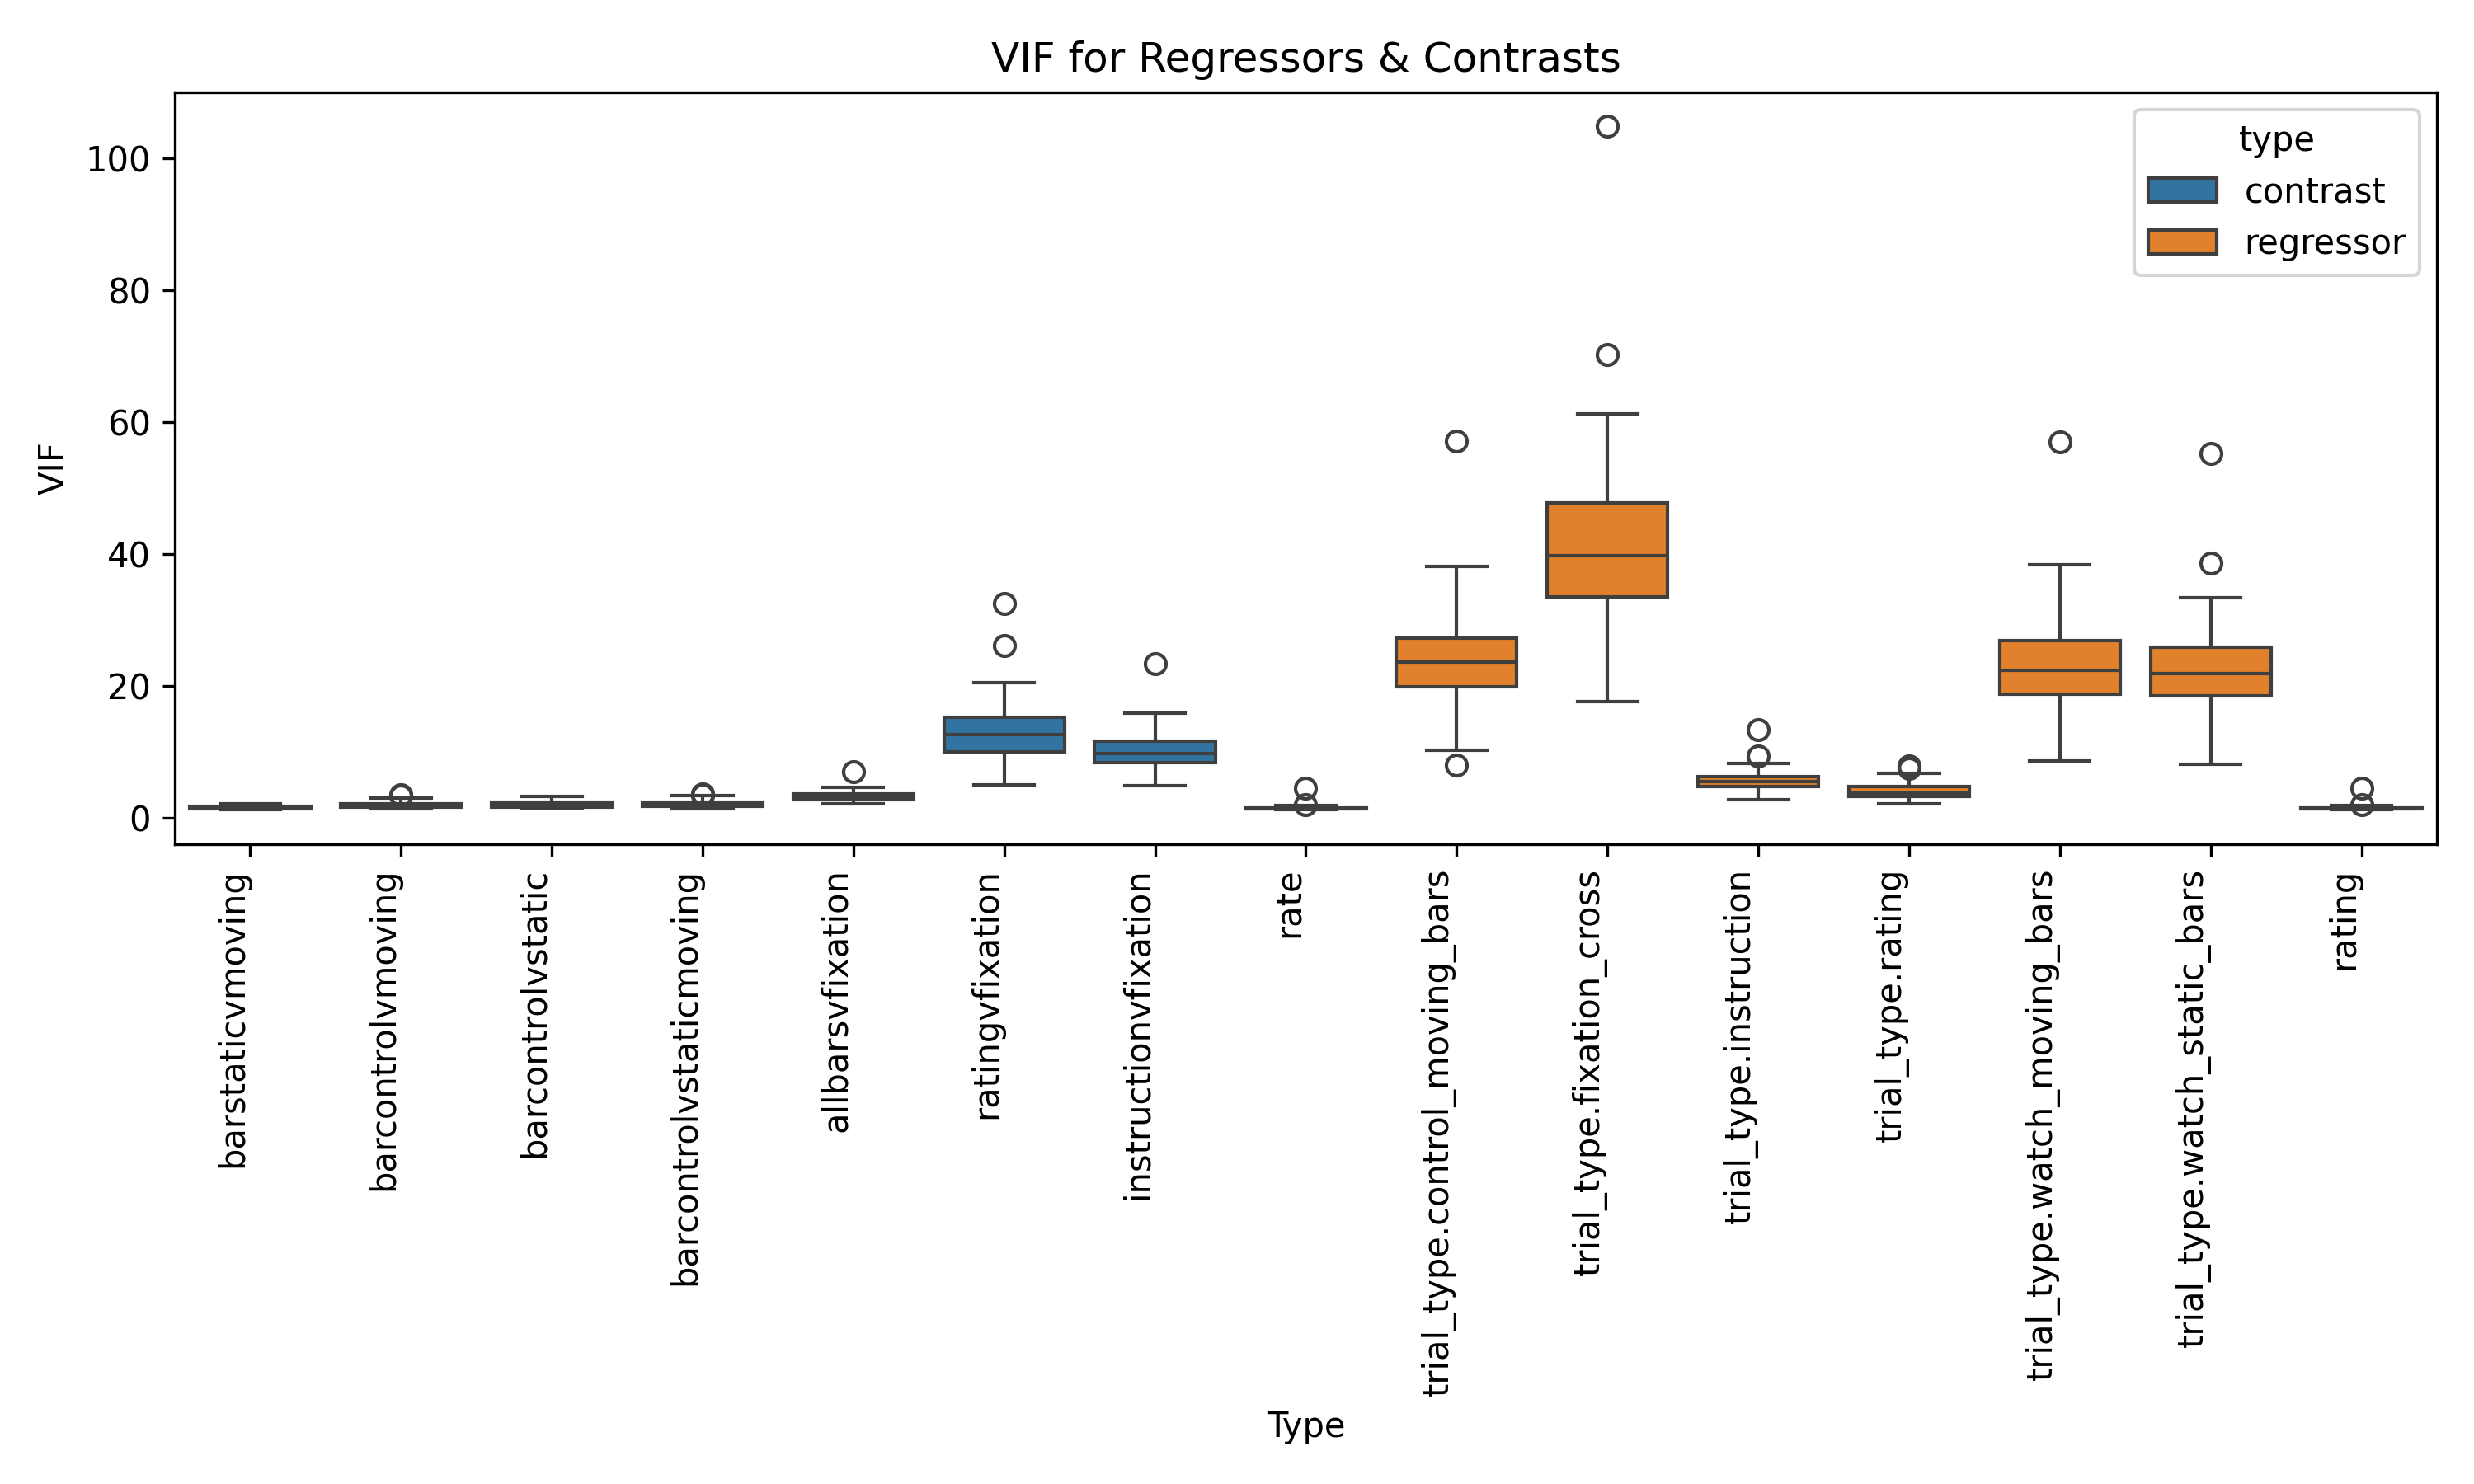 VIF for Regressors & Contrasts
type
contrast
regressor
VIF
100
80
60
40
20
0
barstaticvmoving
barcontrolvmoving
barcontrolvstatic
barcontrolvstaticmoving
allbarsvfixation
ratingvfixation
instructionvfixation
rate
trial_type.control_moving_bars
trial_type.fixation_cross
trial_type.instruction
trial_type.rating
trial_type.watch_moving_bars
trial_type.watch_static_bars
rating
Type